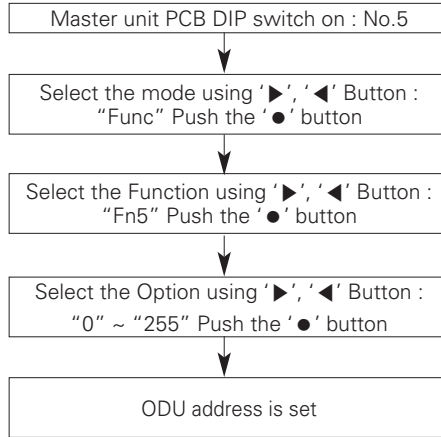 Master unit PCB DIP switch on : No.5
Select the mode using ‘▶’, ‘◀’ Button :
“Func” Push the ‘●’ button
Select the Function using ‘▶’, ‘◀’ Button :
“Fn5” Push the ‘●’ button
Select the Option using ‘▶’, ‘◀’ Button :
“0” ~ “255” Push the ‘●’ button
ODU address is set